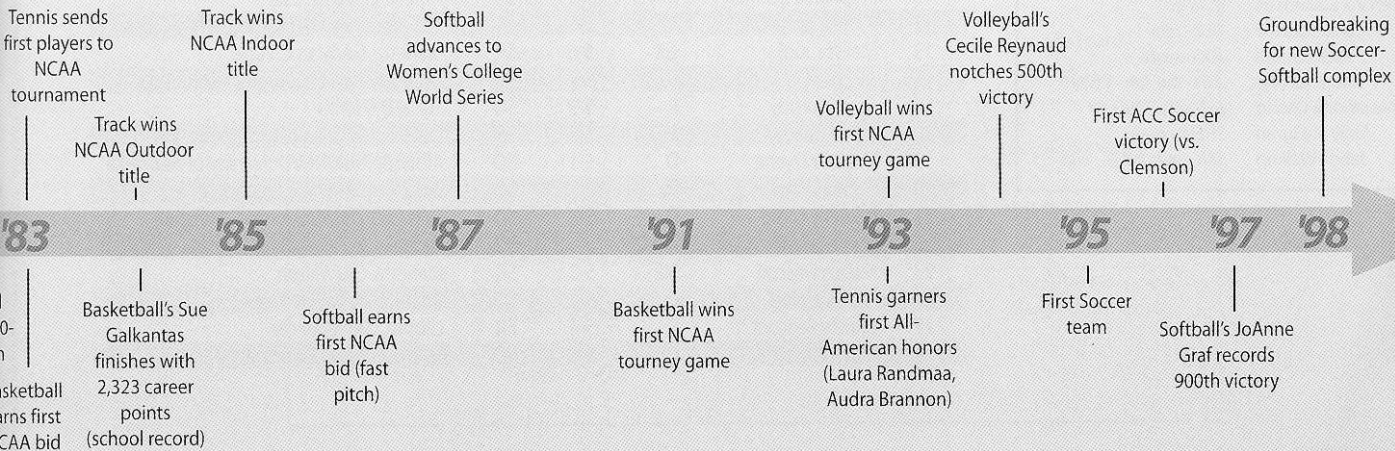 Tennis sends
first players to
NCAA
tournament
Track wins
NCAA Outdoor
title
Track wins
NCAA Indoor
title
Softball
advances to
Women's College
World Series
Volleyball wins
first NCAA
tourney game
Volleyball's
Cecile Reynaud
notches 500th
victory
First ACC Soccer
victory (vs.
Clemson)
Groundbreaking
for new Soccer-
Softball complex
'83 '85 '87 '91 '93 '95 '97 '98
first
bid
Basketball's Sue
Galkantas
finishes with
2,323 career
points
(school record)
Softball earns
first NCAA
bid (fast
pitch)
Basketball wins
first NCAA
tourney game
Tennis garners
first All-
American honors
(Laura Randmaa,
Audra Brannon)
First Soccer
team
Softball's JoAnne
Graf records
900th victory